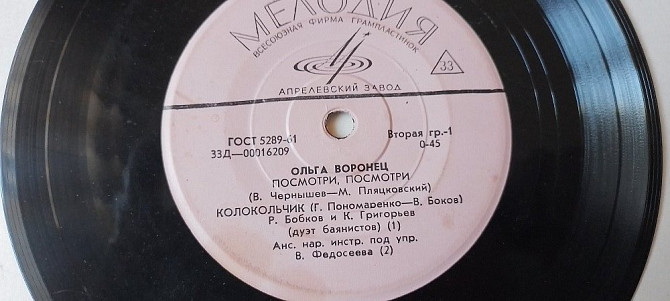 МЕЛОДИЯ
ВСЕСОЮЗНАЯ ФИРМА ГРАМПЛАСТИНОК
33
АПРЕЛЕВСКИЙ ЗАВОД
ГОСТ 5289-61
Вторая гр.-1
33Д—00016209
0-45
ОЛЬГА ВОРОНЕЦ
ПОСМОТРИ, ПОСМОТРИ
(В. Чернышев—М. Пляцковский)
КОЛОКОЛЬЧИК (Г. Пономаренко—В. Боков)
Р. Бобков и К. Григорьев
(дуэт баянистов) (1)
Анс. нар. инстр. под упр.
В. Федосеева (2)